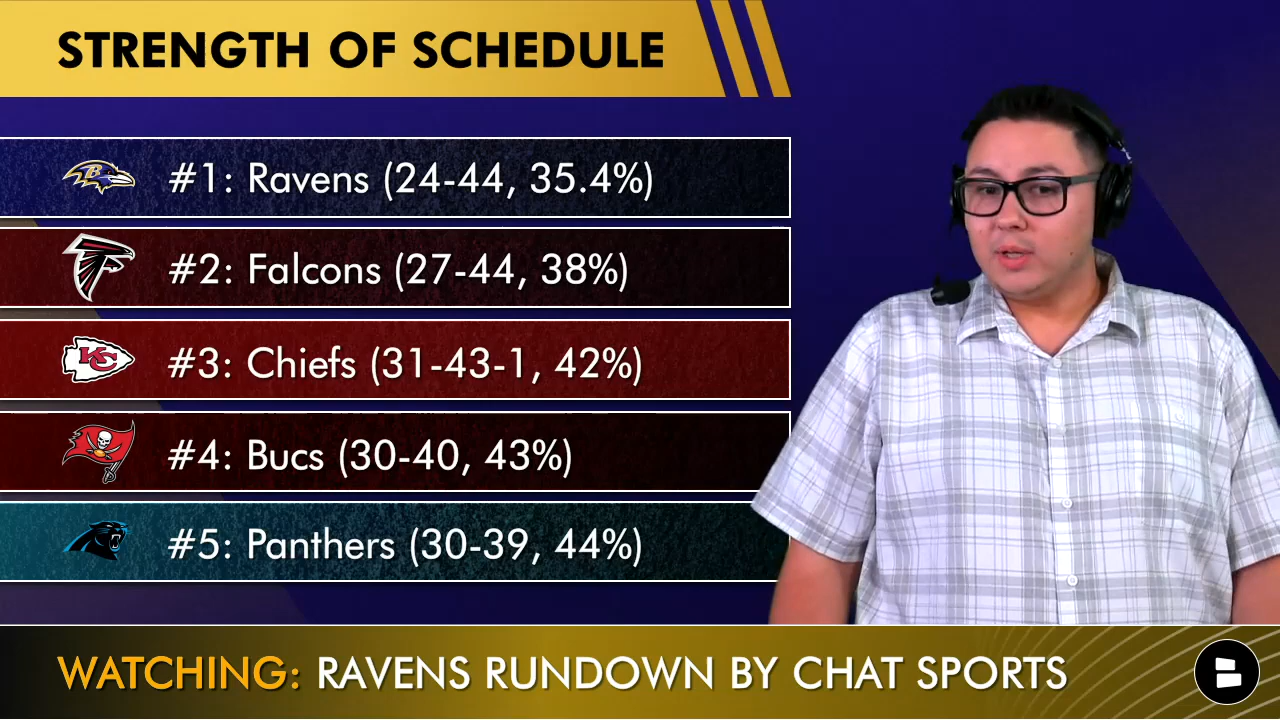 STRENGTH OF SCHEDULE
#1: Ravens (24-44, 35.4%)
#2: Falcons (27-44, 38%)
#3: Chiefs (31-43-1, 42%)
#4: Bucs (30-40, 43%)
#5: Panthers (30-39, 44%)
WATCHING: RAVENS RUNDOWN BY CHAT SPORTS